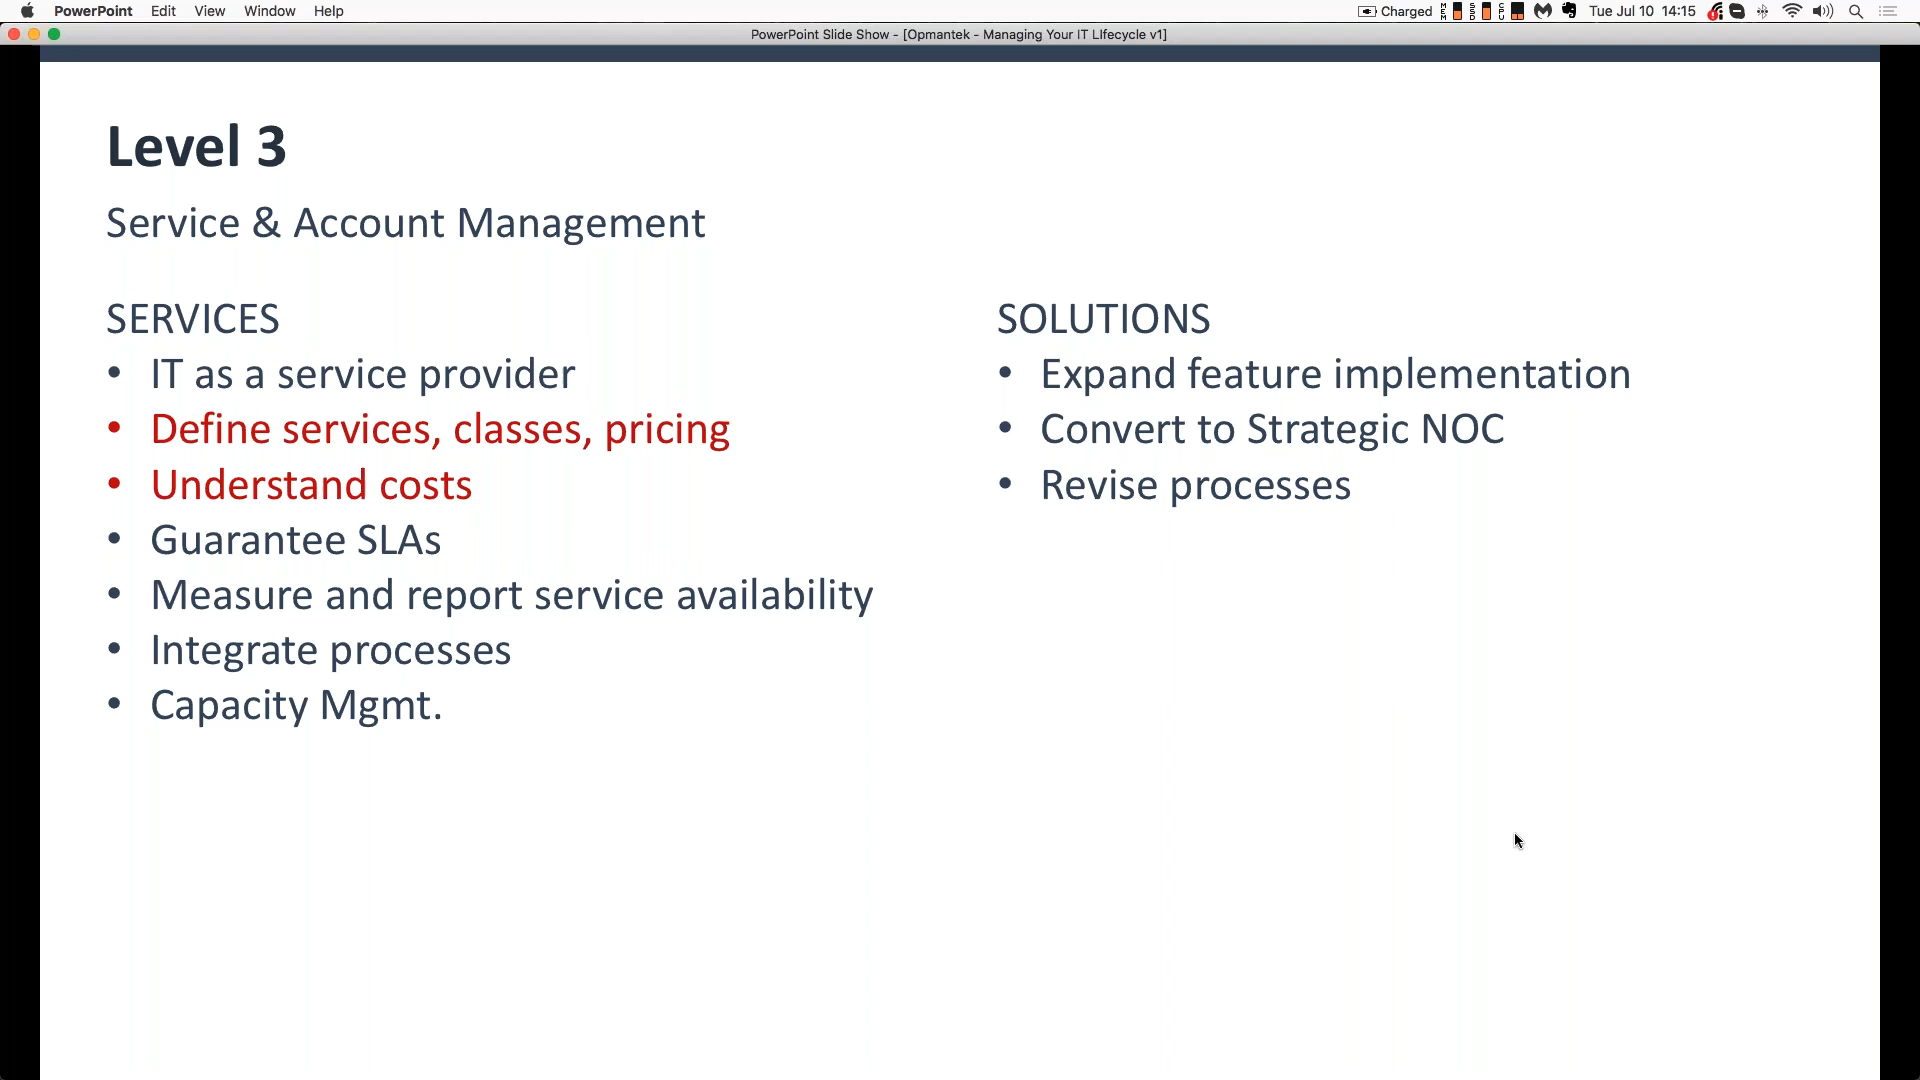 PowerPoint Edit View Window Help Charged MEM SSD CPU Tue Jul 10 14:15
PowerPoint Slide Show - [Opmantek - Managing Your IT LIfecycle v1]
Level 3
Service & Account Management
SERVICES
• IT as a service provider
• Define services, classes, pricing
• Understand costs
• Guarantee SLAs
• Measure and report service availability
• Integrate processes
• Capacity Mgmt.
SOLUTIONS
• Expand feature implementation
• Convert to Strategic NOC
• Revise processes